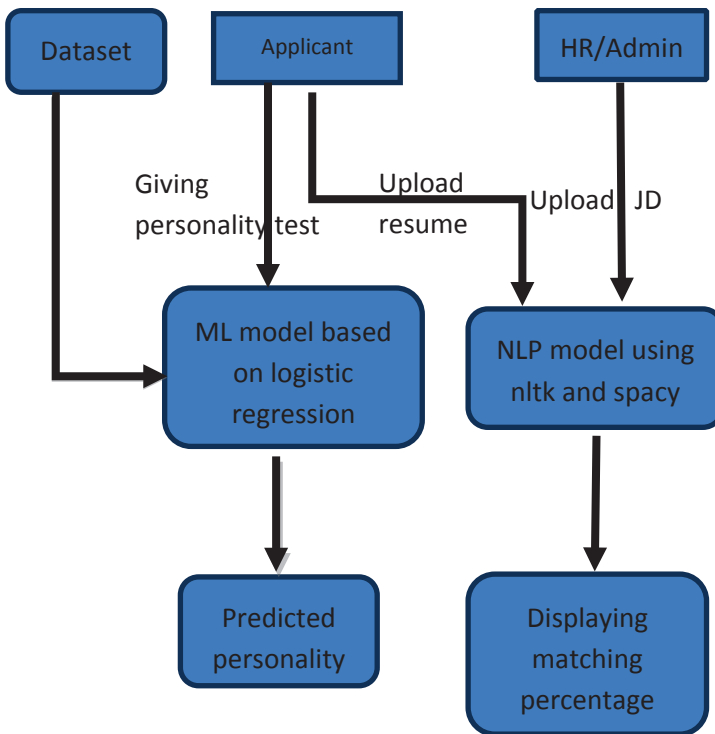 Dataset
Applicant
HR/Admin
Giving
personality test
Upload
resume
Upload JD
ML model based
on logistic
regression
NLP model using
nltk and spacy
Predicted
personality
Displaying
matching
percentage